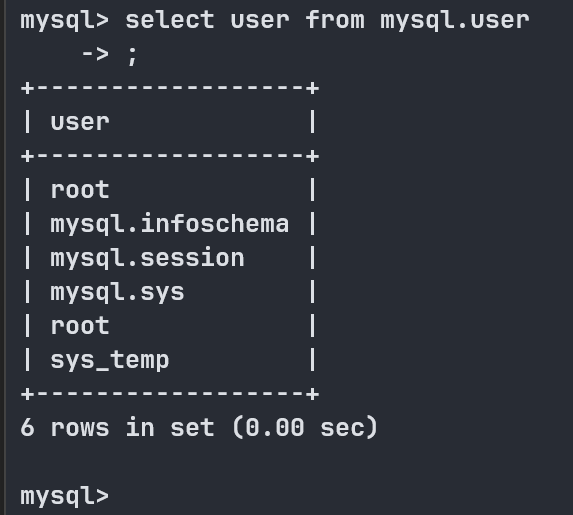 mysql> select user from mysql.user
    -> ;
+------------------+
| user             |
+------------------+
| root             |
| mysql.infoschema |
| mysql.session    |
| mysql.sys        |
| root             |
| sys_temp         |
+------------------+
6 rows in set (0.00 sec)

mysql>